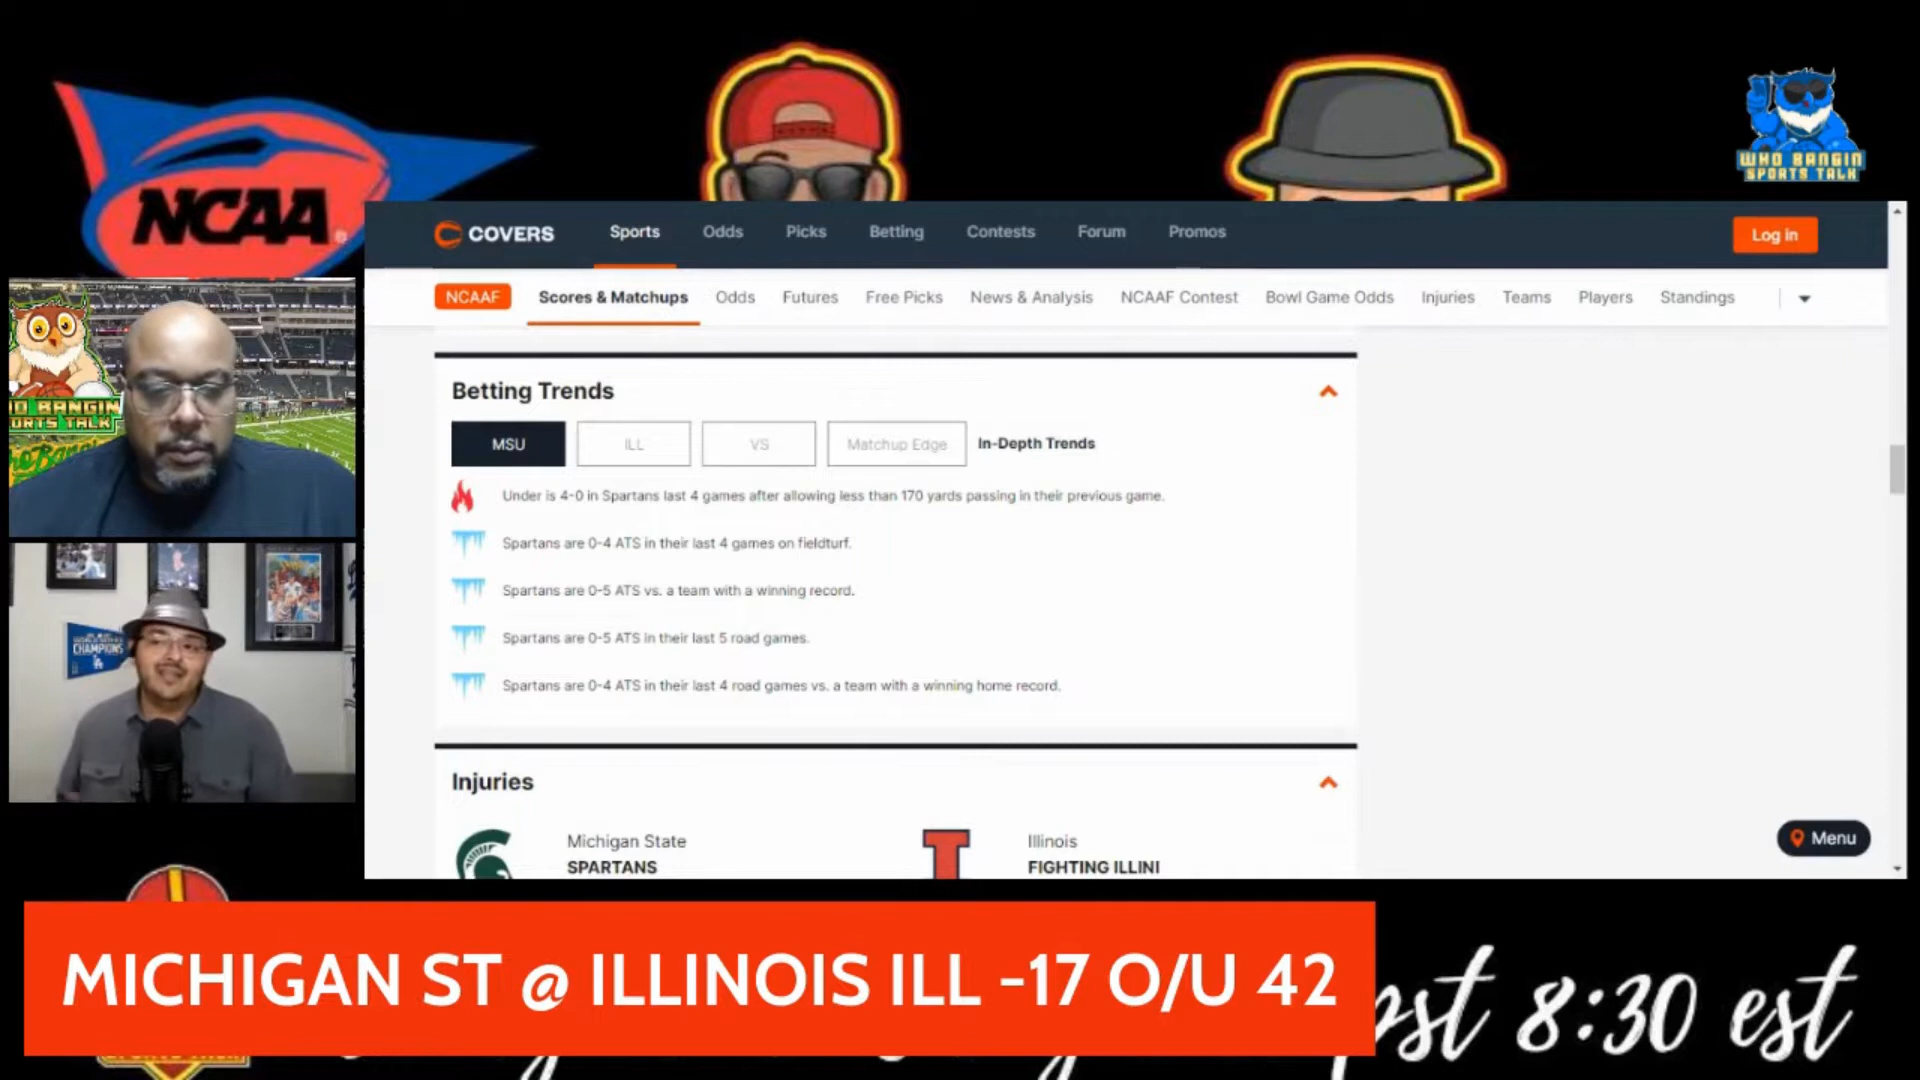 NCAA
WHO BANGIN
SPORTS TALK
COVERS
Sports
Odds
Picks
Betting
Contests
Forum
Promos
Log in
NCAAF
Scores & Matchups
Odds
Futures
Free Picks
News & Analysis
NCAAF Contest
Bowl Game Odds
Injuries
Teams
Players
Standings
Betting Trends
MSU
ILL
VS
Matchup Edge
In-Depth Trends
Under is 4-0 in Spartans last 4 games after allowing less than 170 yards passing in their previous game.
Spartans are 0-4 ATS in their last 4 games on fieldturf.
Spartans are 0-5 ATS vs. a team with a winning record.
Spartans are 0-5 ATS in their last 5 road games.
Spartans are 0-4 ATS in their last 4 road games vs. a team with a winning home record.
BANGIN
CHAMPIONS
Injuries
Michigan State
SPARTANS
Illinois
FIGHTING ILLINI
Menu
MICHIGAN ST @ ILLINOIS ILL -17 O/U 42
pst 8:30 est